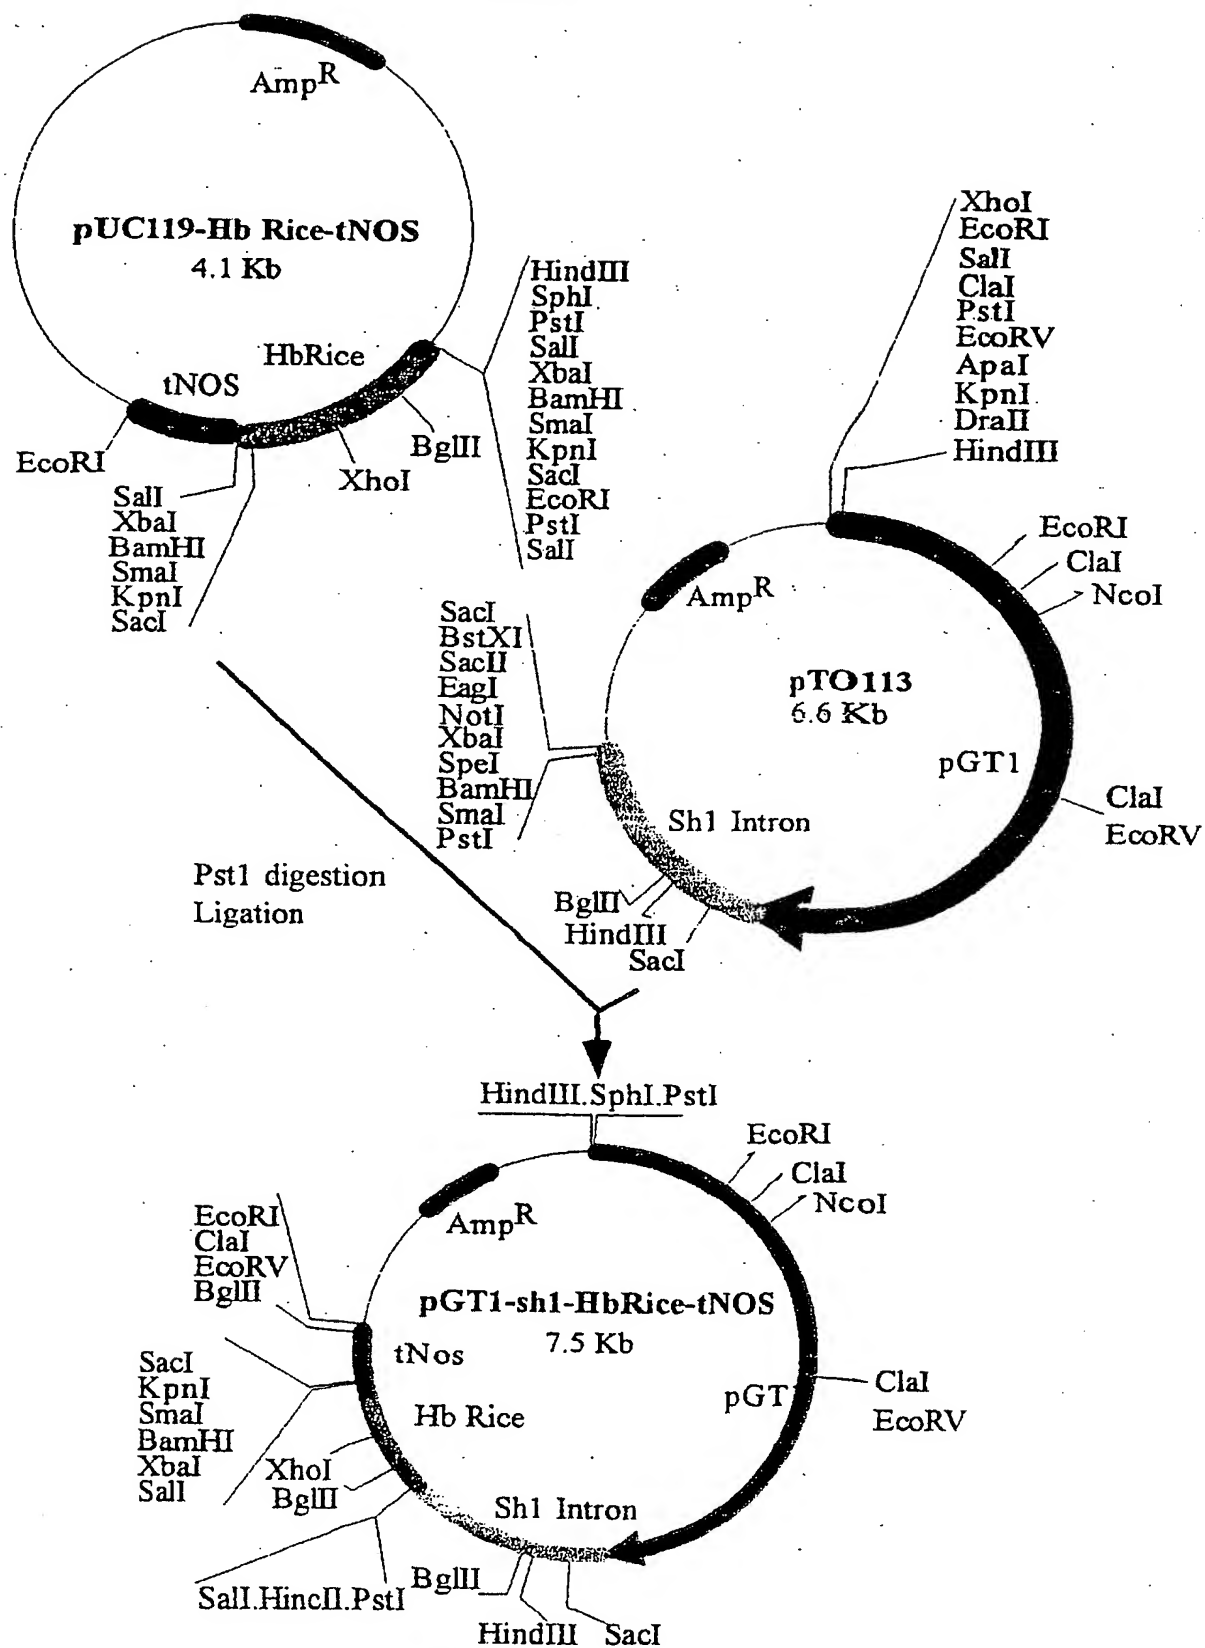 AmpR
pUC119-Hb Rice-tNOS
4.1 Kb
HbRice
tNOS
EcoRI
BglII
XhoI
SalI
XbaI
BamHI
SmaI
KpnI
SacI
HindIII
SphI
PstI
SalI
XbaI
BamHI
SmaI
KpnI
SacI
EcoRI
PstI
SalI
XhoI
EcoRI
SalI
ClaI
PstI
EcoRV
ApaI
KpnI
DraII
HindIII
EcoRI
ClaI
NcoI
AmpR
pTO113
6.6 Kb
pGT1
ClaI
EcoRV
SacI
BstXI
SacII
EagI
NotI
XbaI
SpeI
BamHI
SmaI
PstI
Sh1 Intron
BglII
HindIII
SacI
Pst1 digestion
Ligation
HindIII.SphI.PstI
EcoRI
ClaI
NcoI
AmpR
EcoRI
ClaI
EcoRV
BglII
pGT1-sh1-HbRice-tNOS
7.5 Kb
tNos
SacI
KpnI
SmaI
BamHI
XbaI
SalI
Hb Rice
pGT
ClaI
EcoRV
XhoI
BglII
Sh1 Intron
SalI.HincII.PstI
BglII
HindIII
SacI